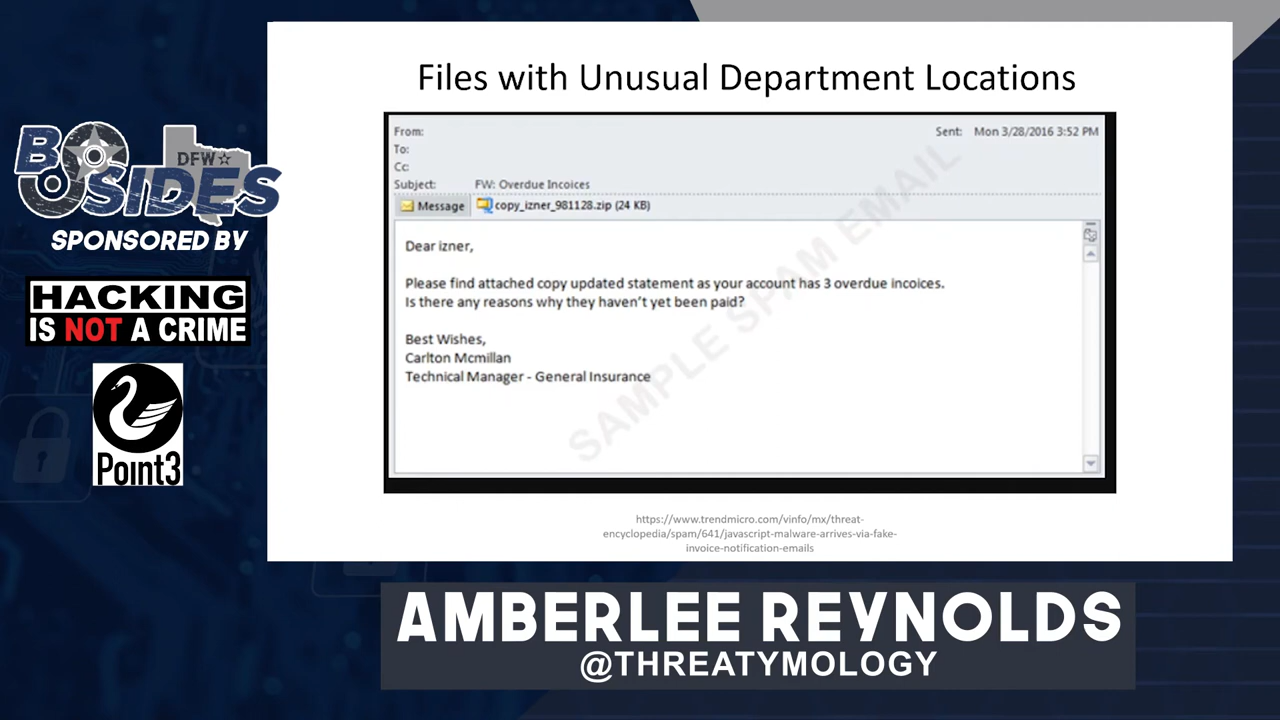 Files with Unusual Department Locations
From:
Sent: Mon 3/28/2016 3:52 PM
To:
Cc:
Subject: FW: Overdue Incoices
Message copy_izner_981128.zip (24 KB)
Dear izner,
Please find attached copy updated statement as your account has 3 overdue incoices.
Is there any reasons why they haven't yet been paid?
Best Wishes,
Carlton Mcmillan
Technical Manager - General Insurance
SAMPLE SPAM EMAIL
https://www.trendmicro.com/vinfo/mx/threat-
encyclopedia/spam/641/javascript-malware-arrives-via-fake-
invoice-notification-emails
BSIDES
DFW
SPONSORED BY
HACKING
IS NOT A CRIME
Point3
AMBERLEE REYNOLDS
@THREATYMOLOGY